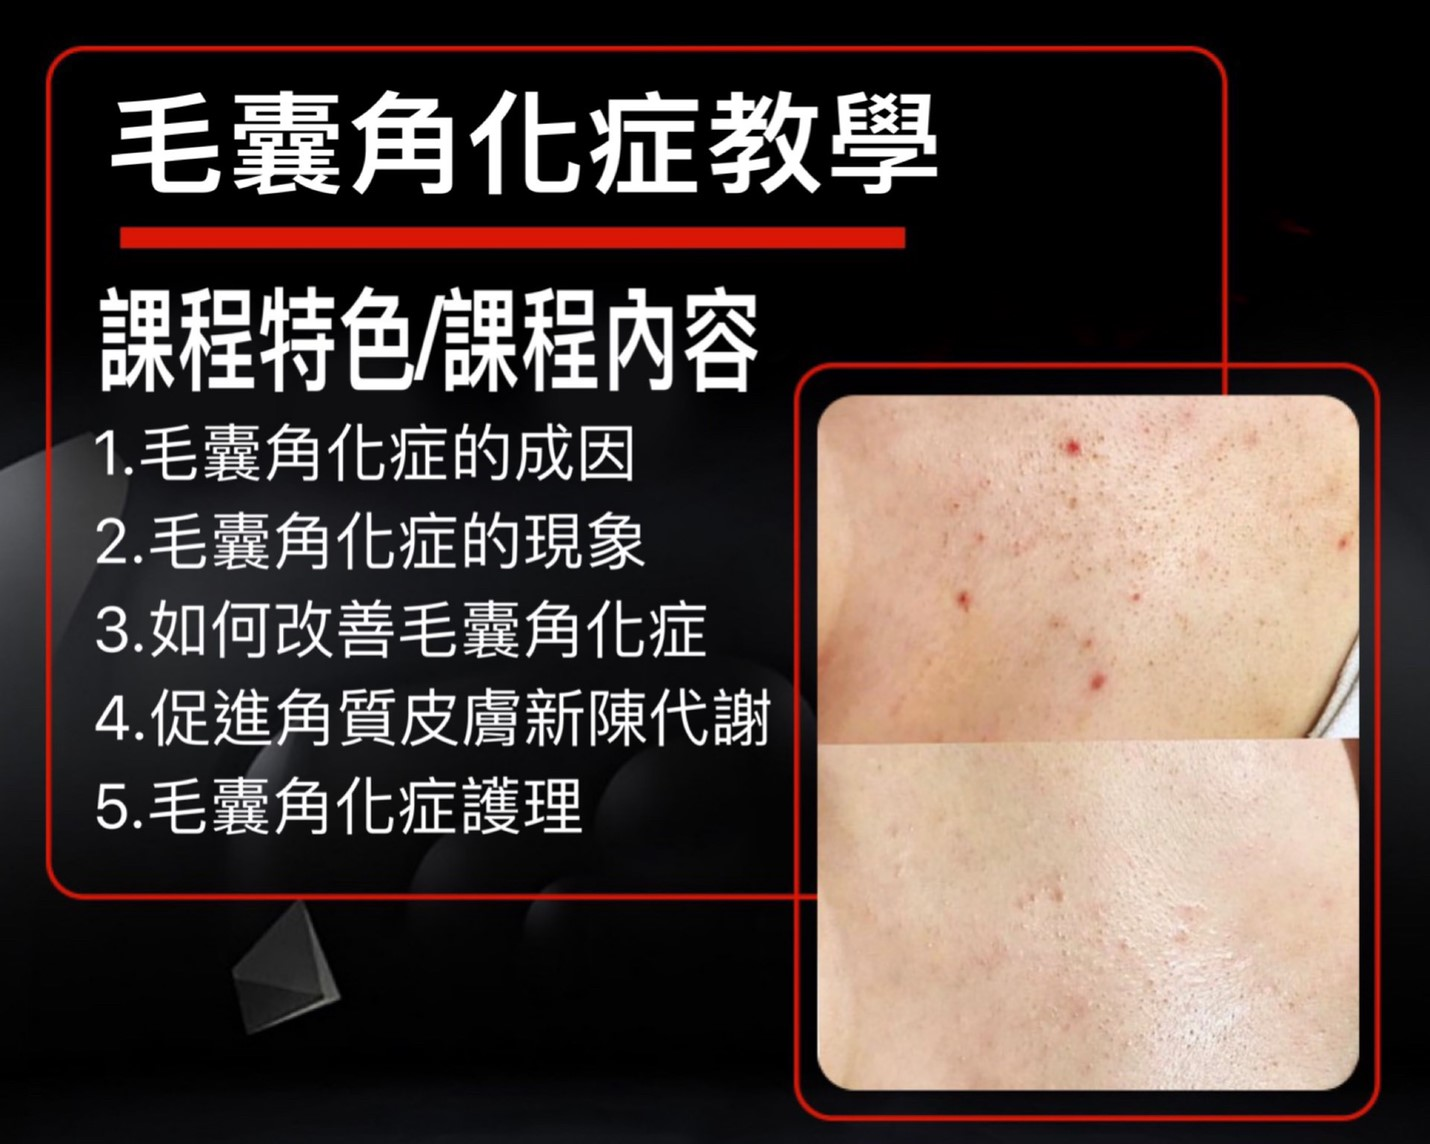 毛囊角化症教學
課程特色/課程內容
1.毛囊角化症的成因
2.毛囊角化症的現象
3.如何改善毛囊角化症
4.促進角質皮膚新陳代謝
5.毛囊角化症護理